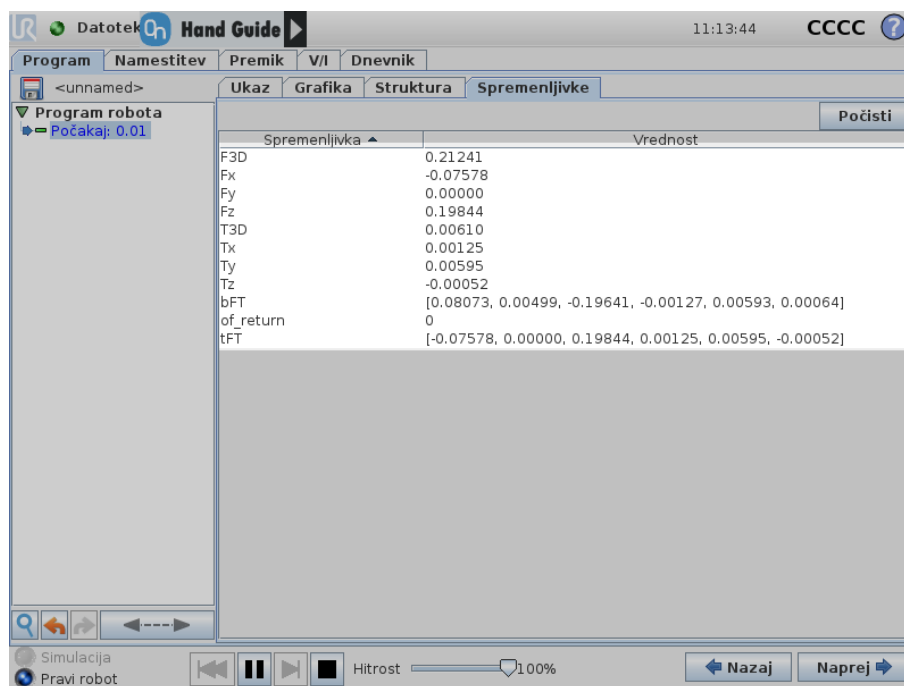 Datotek On Hand Guide 11:13:44 CCCC ?
Program Namestitev Premik V/I Dnevnik
<unnamed> Ukaz Grafika Struktura Spremenljivke
Program robota Počisti
Počakaj: 0.01
Spremenljivka Vrednost
F3D 0.21241
Fx -0.07578
Fy 0.00000
Fz 0.19844
T3D 0.00610
Tx 0.00125
Ty 0.00595
Tz -0.00052
bFT [0.08073, 0.00499, -0.19641, -0.00127, 0.00593, 0.00064]
of_return 0
tFT [-0.07578, 0.00000, 0.19844, 0.00125, 0.00595, -0.00052]
Simulacija
Pravi robot
Hitrost 100% Nazaj Naprej